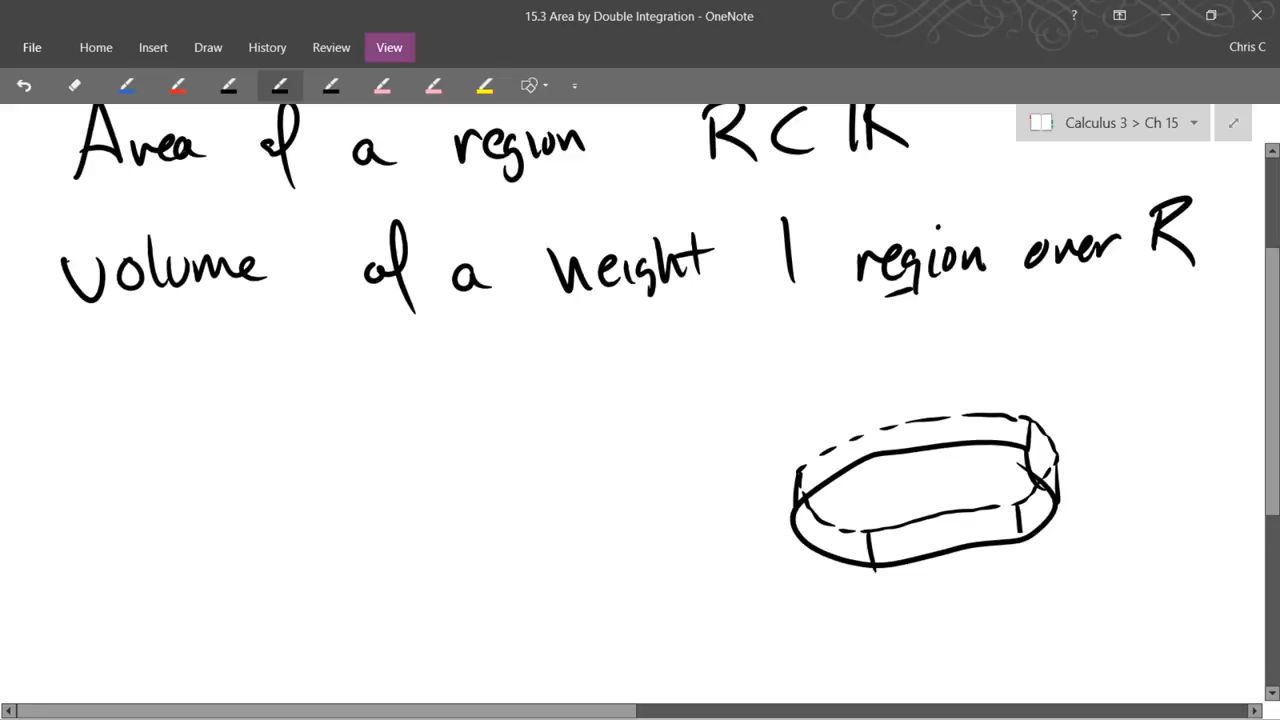 15.3 Area by Double Integration - OneNote
File Home Insert Draw History Review View Chris C
Calculus 3 > Ch 15
Area of a region R ⊂ ℝ
volume of a height 1 region over R